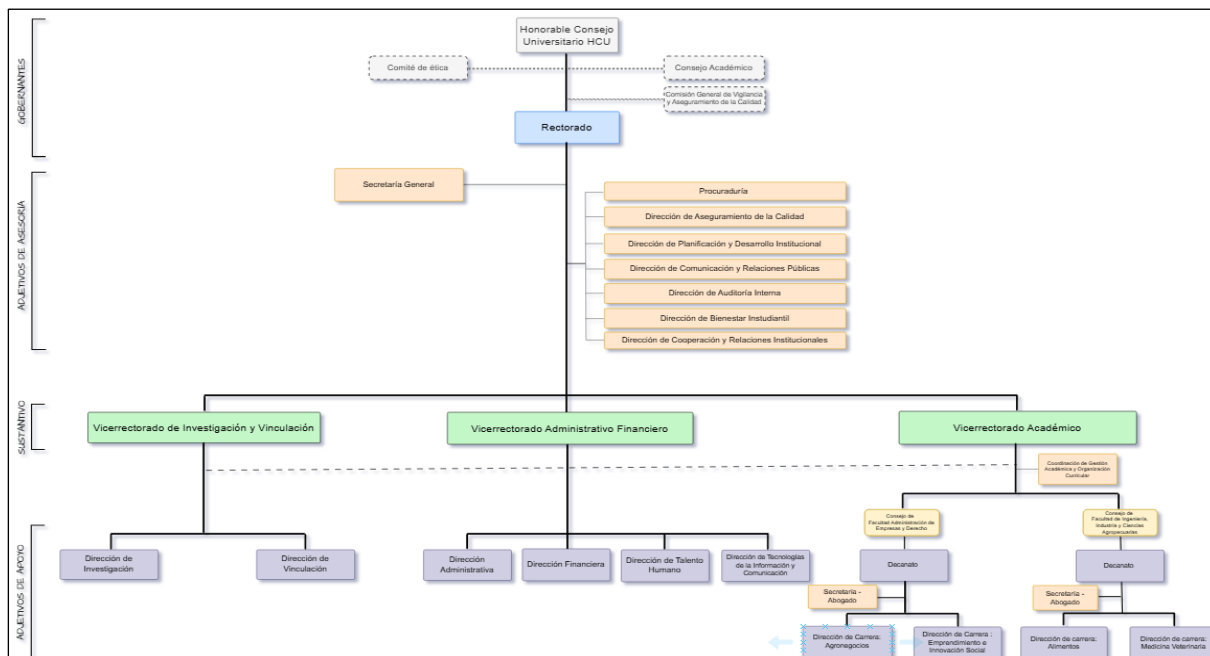 GOBERNANTES
Honorable Consejo
Universitario HCU
Comité de ética
Consejo Académico
Comisión General de Vigilancia
y Aseguramiento de la Calidad
Rectorado
ADJETIVOS DE ASESORÍA
Secretaría General
Procuraduría
Dirección de Aseguramiento de la Calidad
Dirección de Planificación y Desarrollo Institucional
Dirección de Comunicación y Relaciones Públicas
Dirección de Auditoría Interna
Dirección de Bienestar Instudiantil
Dirección de Cooperación y Relaciones Institucionales
SUSTANTIVO
Vicerrectorado de Investigación y Vinculación
Vicerrectorado Administrativo Financiero
Vicerrectorado Académico
Coordinación de Gestión
Académica y Organización
Curricular
ADJETIVOS DE APOYO
Dirección de
Investigación
Dirección de
Vinculación
Dirección
Administrativa
Dirección Financiera
Dirección de Talento
Humano
Dirección de Tecnologías
de la Información y
Comunicación
Consejo de
Facultad Administración de
Empresas y Derecho
Decanato
Secretaría -
Abogado
Dirección de Carrera:
Agronegocios
Dirección de Carrera :
Emprendimiento e
Innovación Social
Consejo de
Facultad de Ingeniería,
Industria y Ciencias
Agropecuarias
Decanato
Secretaría -
Abogado
Dirección de carrera:
Alimentos
Dirección de carrera:
Medicina Veterinaria